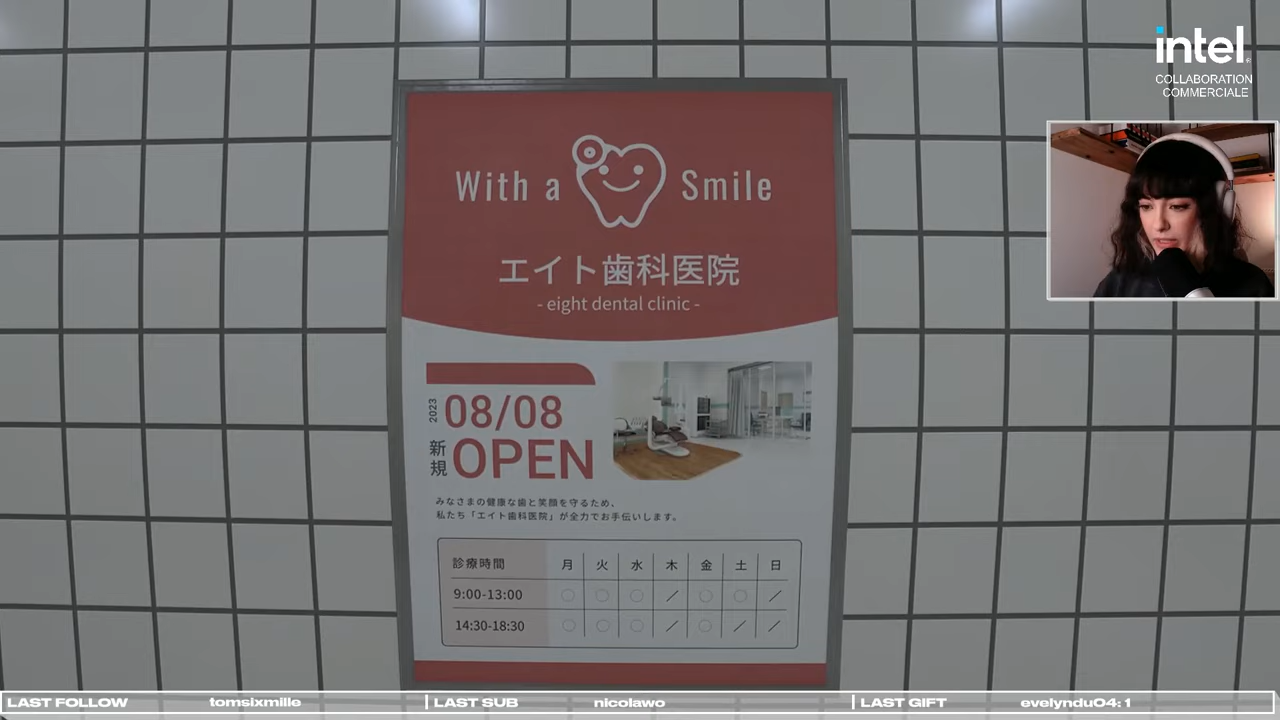 intel
COLLABORATION
COMMERCIALE
With a Smile
エイト歯科医院
- eight dental clinic -
2023 08/08
新規 OPEN
みなさまの健康な歯と笑顔を守るため、
私たち「エイト歯科医院」が全力でお手伝いします。
診療時間 月 火 水 木 金 土 日
9:00-13:00 ○ ○ ○ / ○ ○ /
14:30-18:30 ○ ○ ○ / ○ / /
LAST FOLLOW tomsixmille LAST SUB nicolawo LAST GIFT evelyndu04: 1